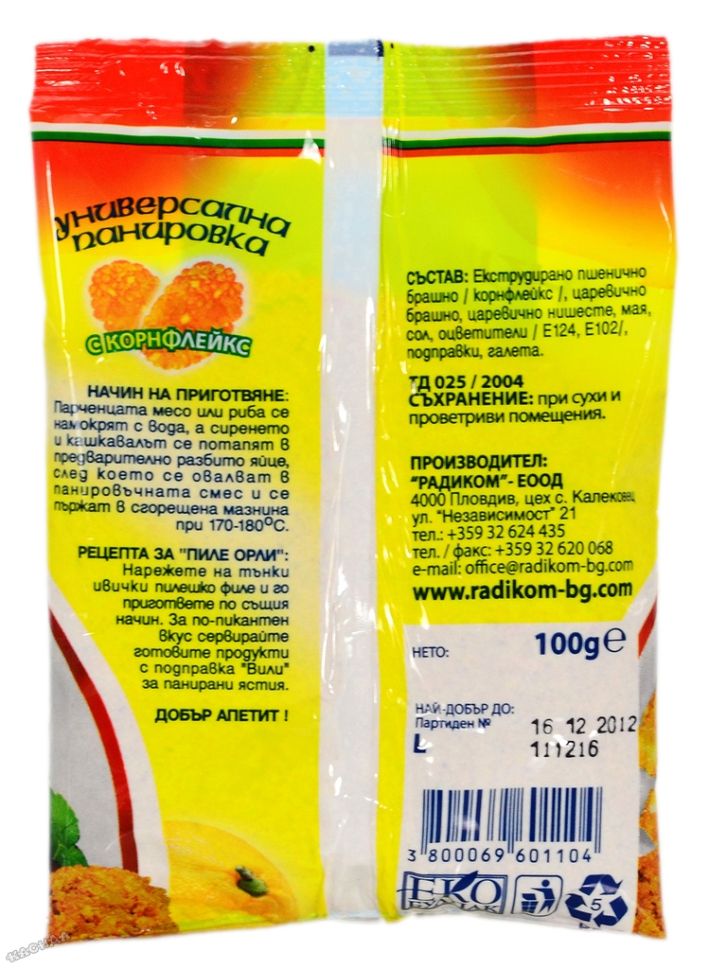 универсална
панировка
С КОРНФЛЕЙКС
НАЧИН НА ПРИГОТВЯНЕ:
Парченцата месо или риба се
намокрят с вода, а сиренето
и кашкавалът се потапят в
предварително разбито яйце,
след което се овалват в
панировъчната смес и се
пържат в сгорещена мазнина
при 170-180°С.
РЕЦЕПТА ЗА "ПИЛЕ ОРЛИ":
Нарежете на тънки
ивички пилешко филе и го
пригответе по същия
начин. За по-пикантен
вкус сервирайте
готовите продукти
с подправка "Вили"
за панирани ястия.
ДОБЪР АПЕТИТ !
СЪСТАВ: Екструдирано пшенично
брашно / корнфлейкс /, царевично
брашно, царевично нишесте, мая,
сол, оцветители / Е124, Е102/,
подправки, галета.
ТД 025 / 2004
СЪХРАНЕНИЕ: при сухи и
проветриви помещения.
ПРОИЗВОДИТЕЛ:
"РАДИКОМ"- ЕООД
4000 Пловдив, цех с. Калековец
ул. "Независимост" 21
тел.: +359 32 624 435
тел. / факс: +359 32 620 068
e-mail: office@radikom-bg.com
www.radikom-bg.com
НЕТО: 100g e
НАЙ-ДОБЪР ДО: 16 12 2012
Партиден №
L 111216
3 800069 601104
ЕКО
БУЛПАК
5